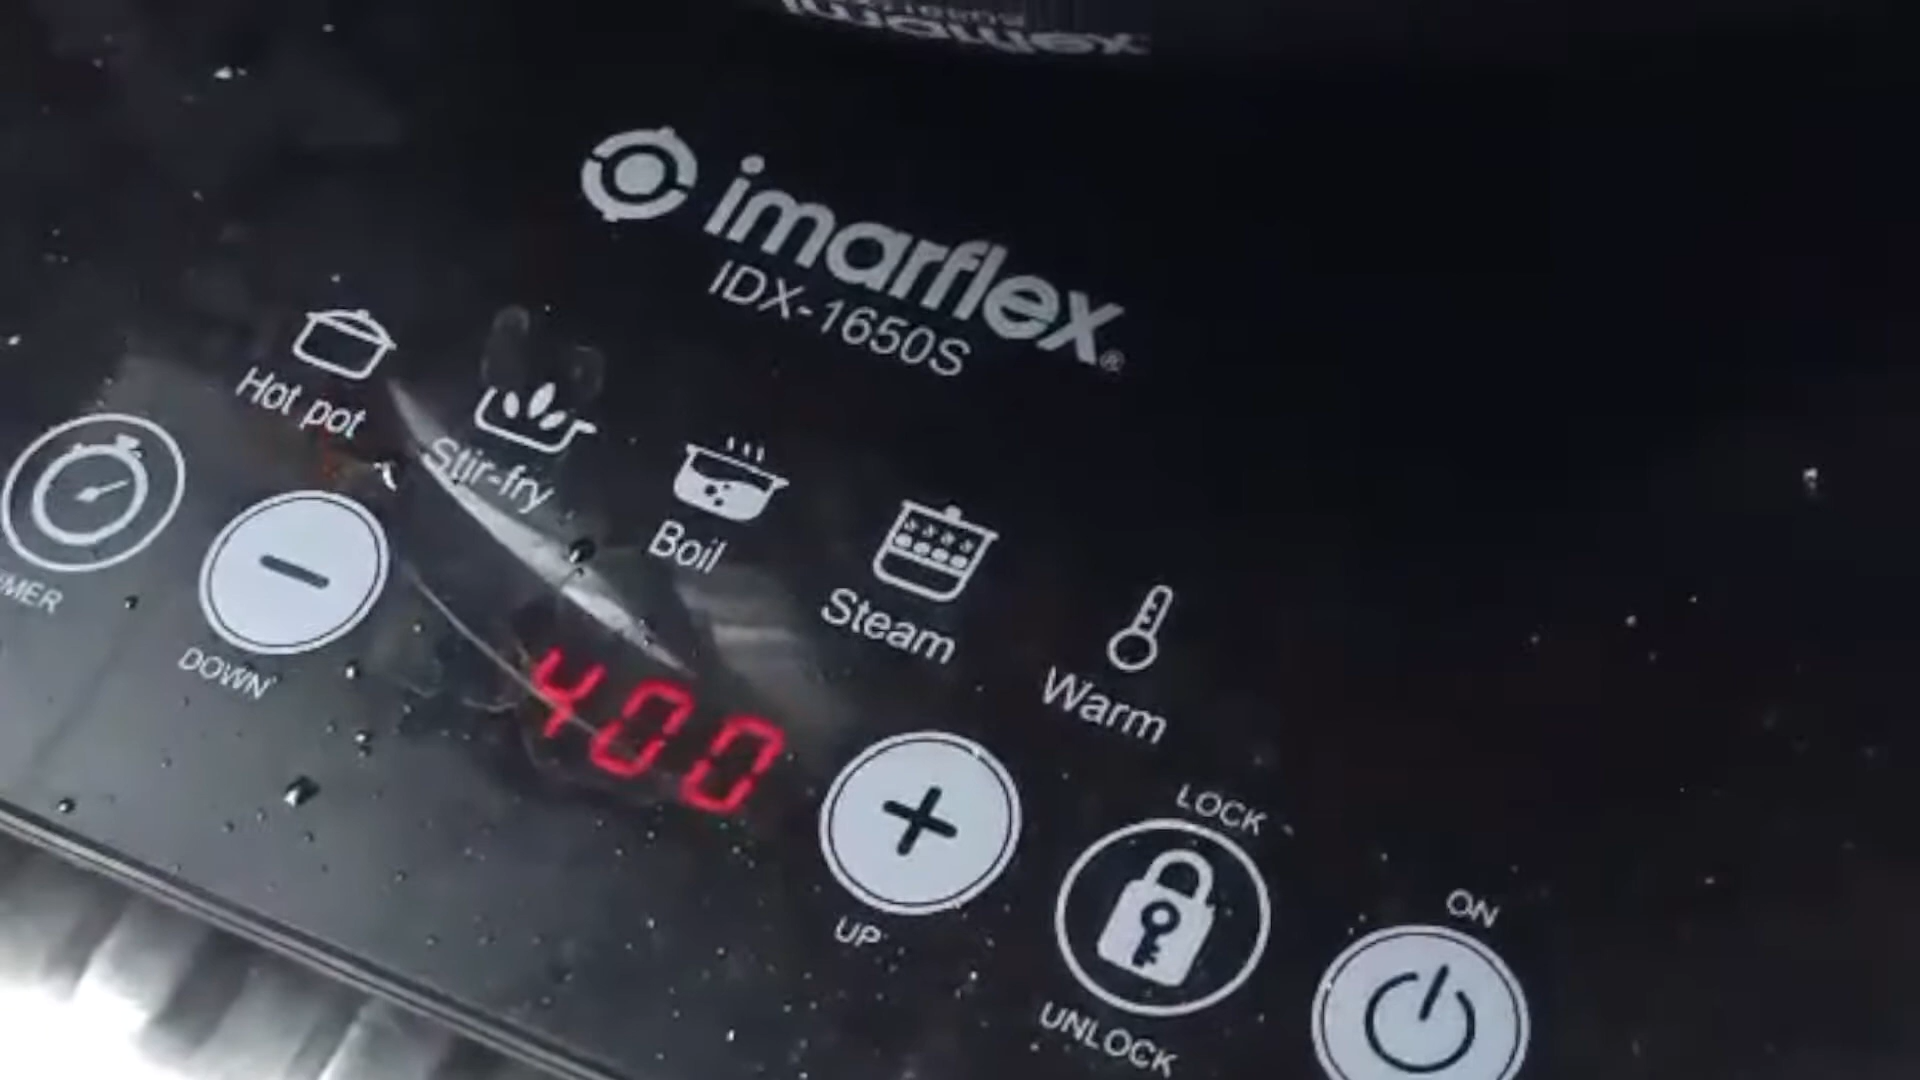 imarflex®
IDX-1650S
Hot pot
Stir-fry
Boil
Steam
Warm
DOWN
400
UP
LOCK
UNLOCK
ON